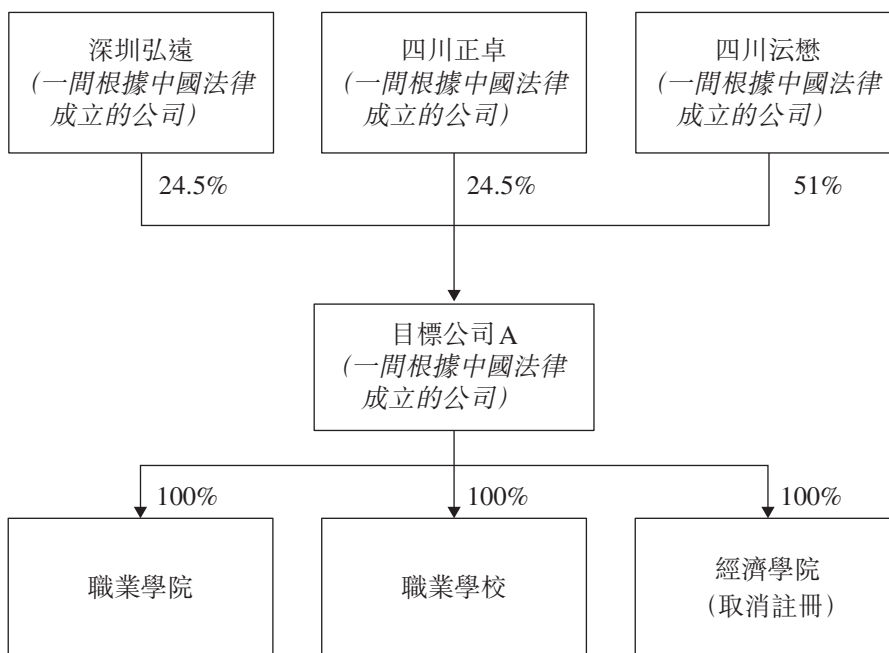 深圳弘遠
(一間根據中國法律
成立的公司)
四川正卓
(一間根據中國法律
成立的公司)
四川沄懋
(一間根據中國法律
成立的公司)
24.5%
24.5%
51%
目標公司A
(一間根據中國法律
成立的公司)
100%
100%
100%
職業學院
職業學校
經濟學院
(取消註冊)